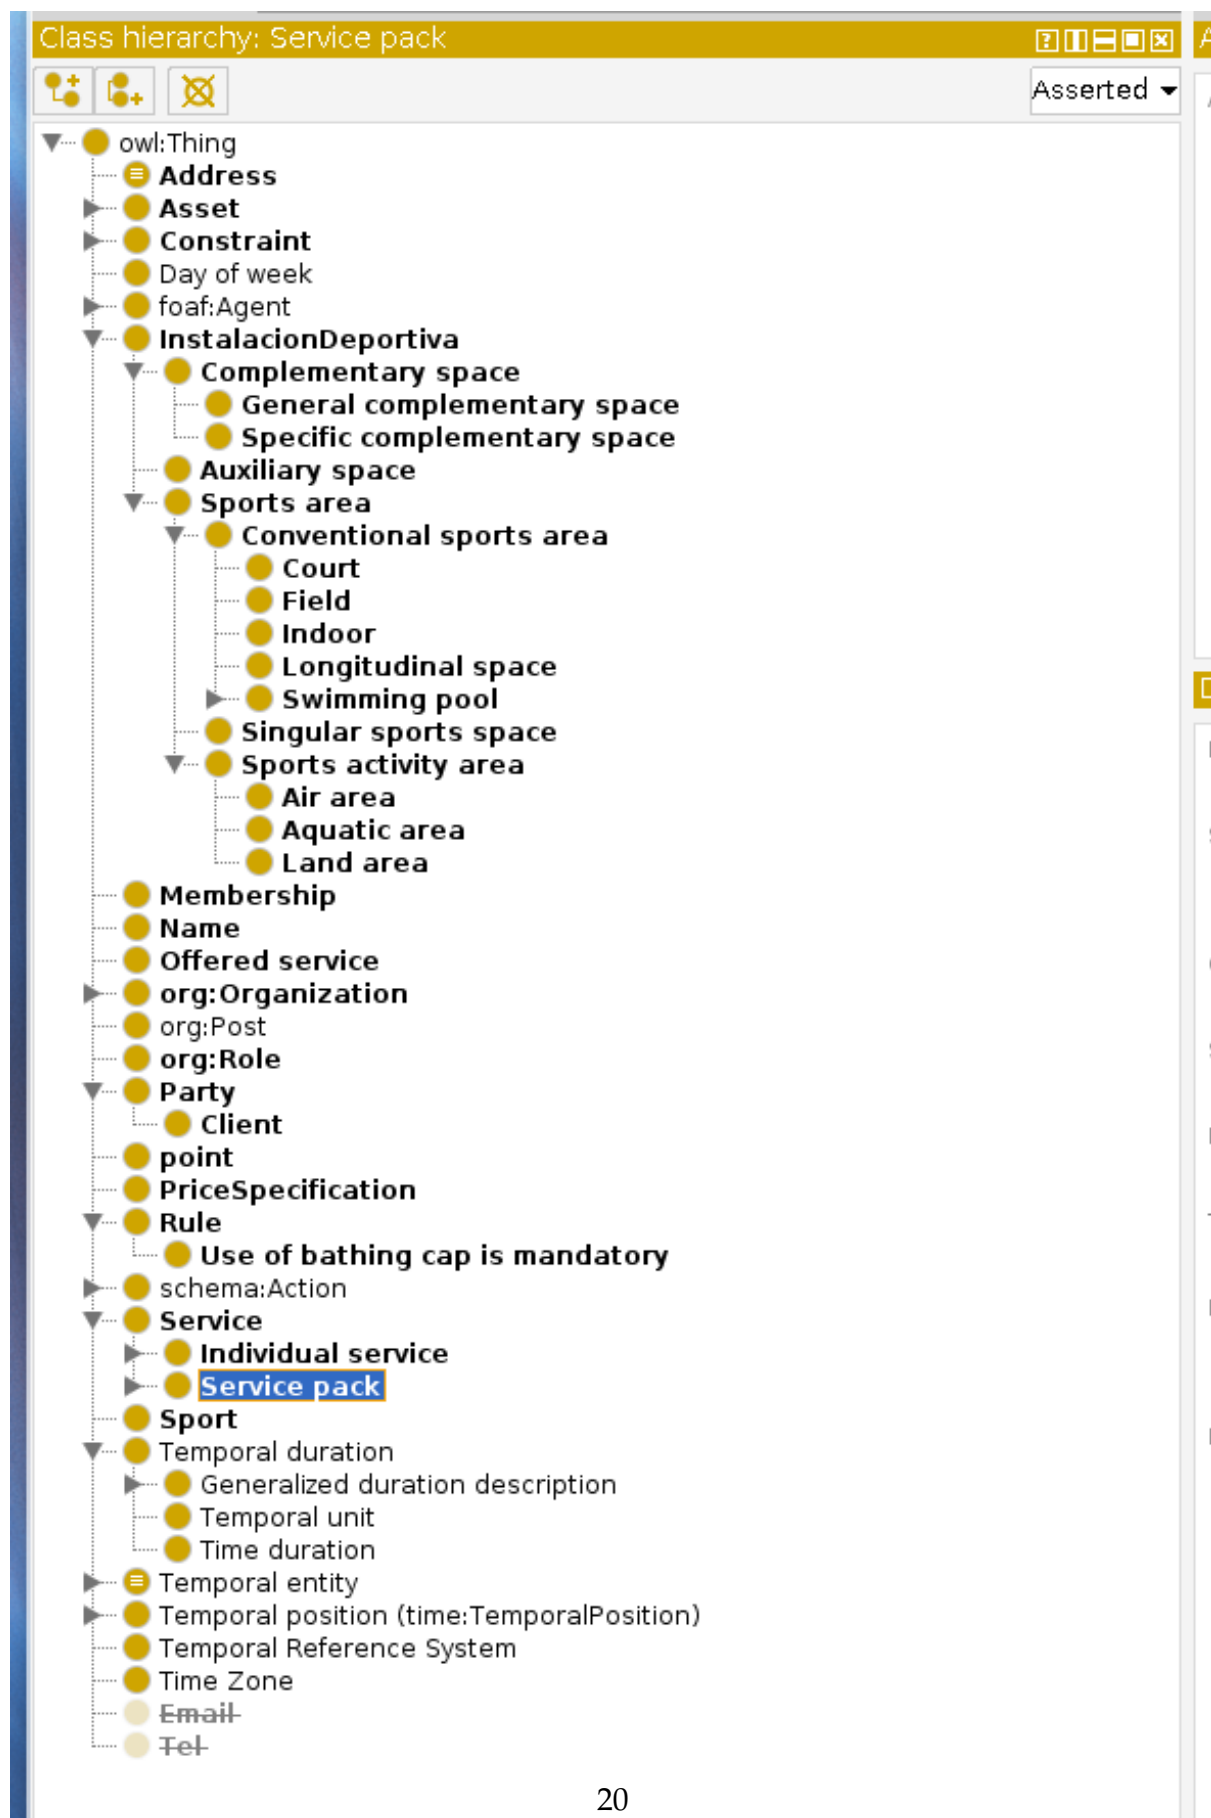 Class hierarchy: Service pack
Asserted
owl:Thing
Address
Asset
Constraint
Day of week
foaf:Agent
InstalacionDeportiva
Complementary space
General complementary space
Specific complementary space
Auxiliary space
Sports area
Conventional sports area
Court
Field
Indoor
Longitudinal space
Swimming pool
Singular sports space
Sports activity area
Air area
Aquatic area
Land area
Membership
Name
Offered service
org:Organization
org:Post
org:Role
Party
Client
point
PriceSpecification
Rule
Use of bathing cap is mandatory
schema:Action
Service
Individual service
Service pack
Sport
Temporal duration
Generalized duration description
Temporal unit
Time duration
Temporal entity
Temporal position (time:TemporalPosition)
Temporal Reference System
Time Zone
Email
Tel
20